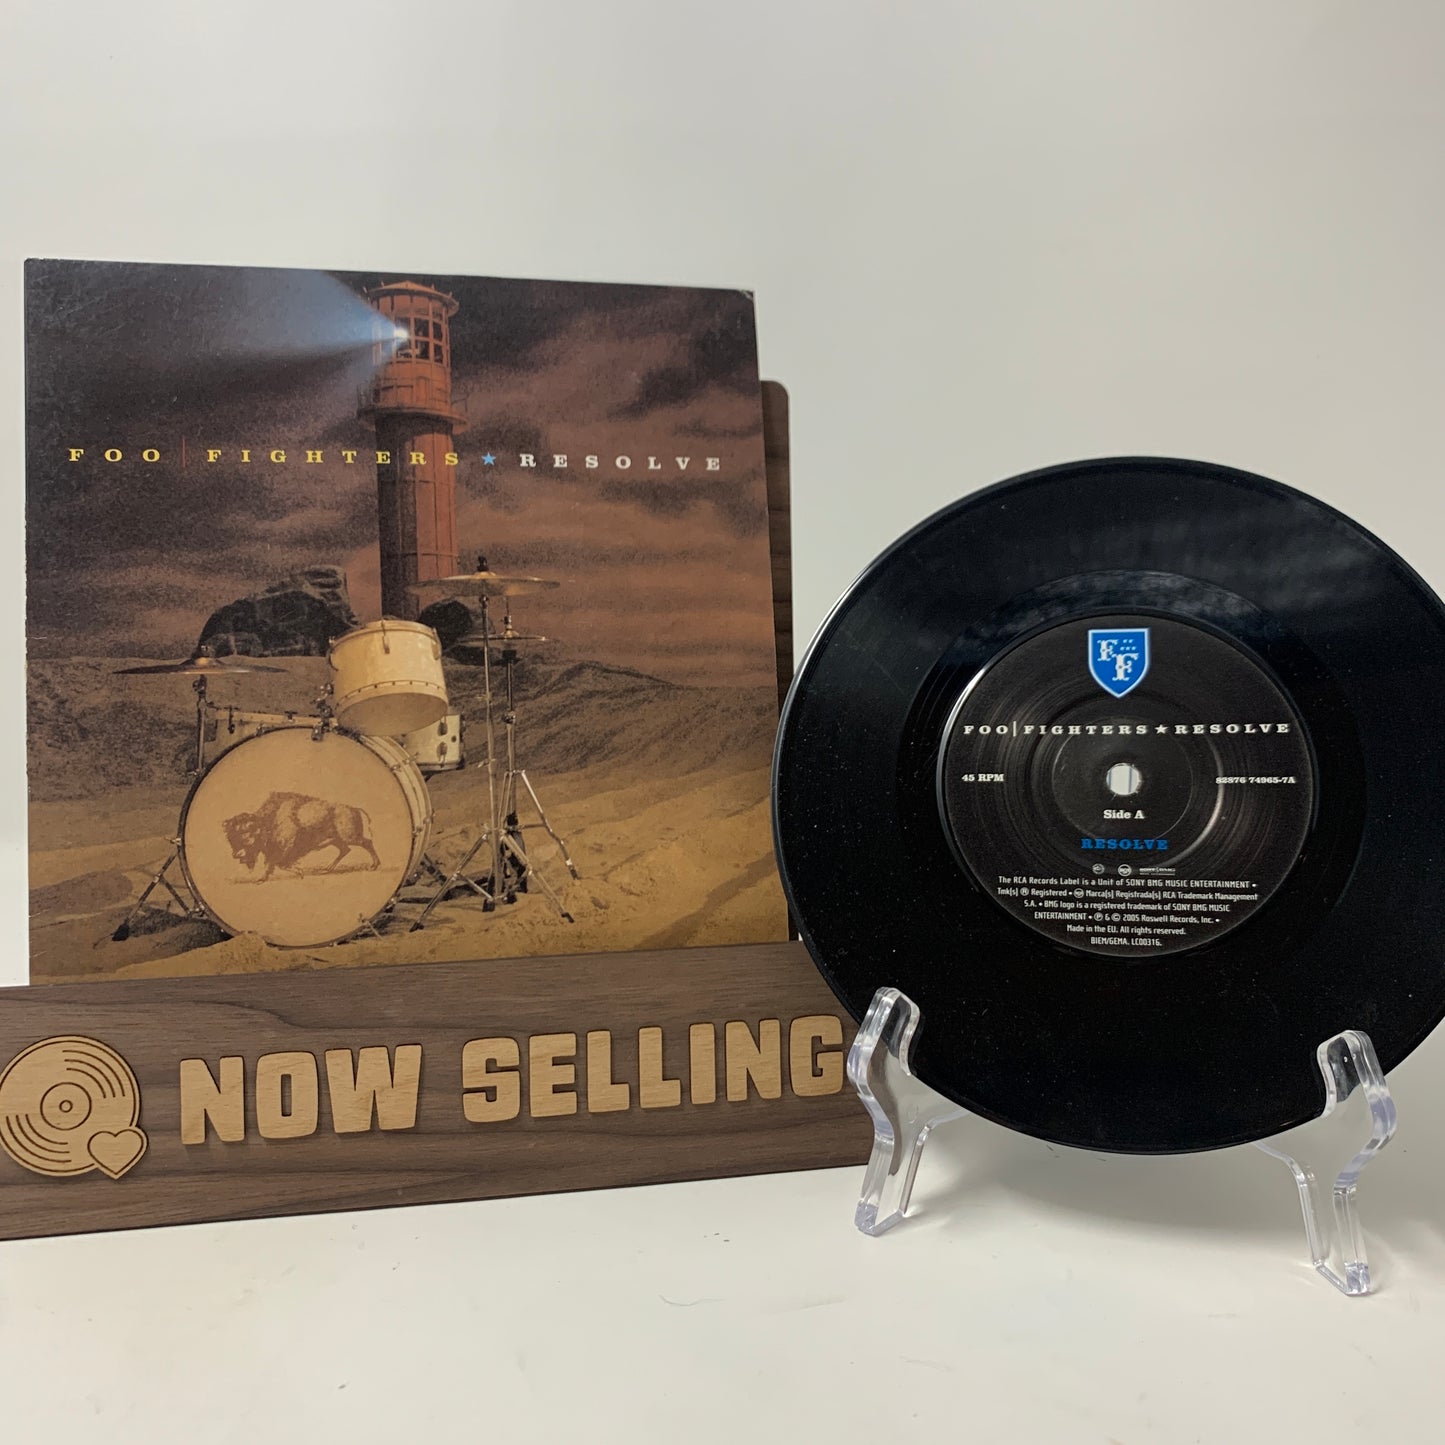 FOO|FIGHTERS★RESOLVE
NOW SELLING
FF
FOO|FIGHTERS★RESOLVE
45 RPM
82876 74965-7A
Side A
RESOLVE
The RCA Records Label is a Unit of SONY BMG MUSIC ENTERTAINMENT •
Tmk(s) ® Registered • Marca(s) Registrada(s) RCA Trademark Management
S.A. • BMG logo is a registered trademark of SONY BMG MUSIC
ENTERTAINMENT • ℗ & © 2005 Roswell Records, Inc. •
Made in the EU. All rights reserved.
BIEM/GEMA. LC00316.